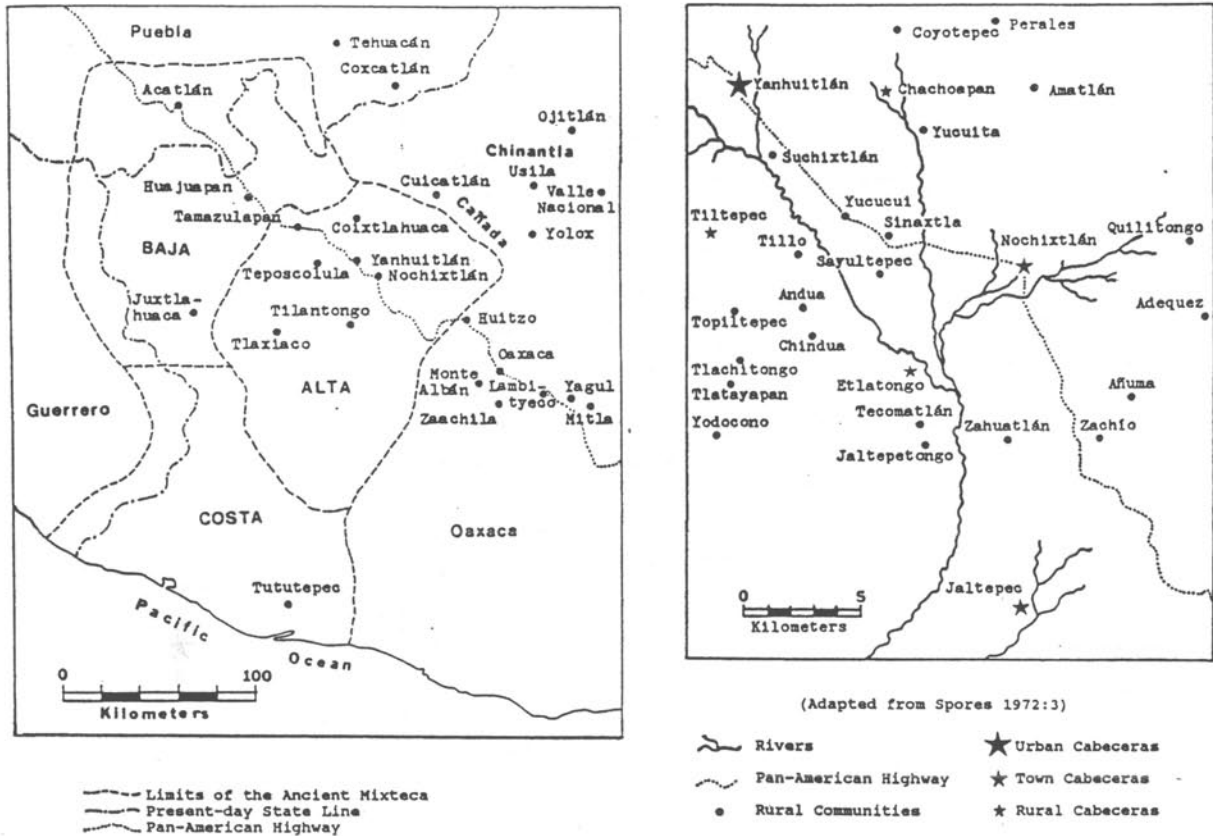 Puebla
Tehuacán
Coxcatlán
Acatlán
Ojitlán
Chinantla
Usila
Valle
Nacional
Huajuapan
Cuicatlán
Cañada
Tamazulapan
Coixtlahuaca
Yolox
BAJA
Yanhuitlán
Teposcolula
Nochixtlán
Juxtla-
huaca
Tilantongo
Huitzo
Tlaxiaco
Oaxaca
ALTA
Monte
Albán
Lambi-
tyeco
Yagul
Mitla
Zaachila
Guerrero
COSTA
Oaxaca
Tututepec
Pacific
Ocean
0 100
Kilometers
Limits of the Ancient Mixteca
Present-day State Line
Pan-American Highway
Coyotepec
Perales
Yanhuitlán
Chachoapan
Amatlán
Yucuita
Suchixtlán
Yucucui
Sinaxtla
Tiltepec
Tillo
Nochixtlán
Quilitongo
Sayultepec
Andua
Adequez
Topiltepec
Chindua
Tlachitongo
Etlatongo
Tlatayapan
Añuma
Tecomatlán
Yodocono
Zahuatlán
Zachío
Jaltepetongo
Jaltepec
0 5
Kilometers
(Adapted from Spores 1972:3)
Rivers
Urban Cabeceras
Pan-American Highway
Town Cabeceras
Rural Communities
Rural Cabeceras